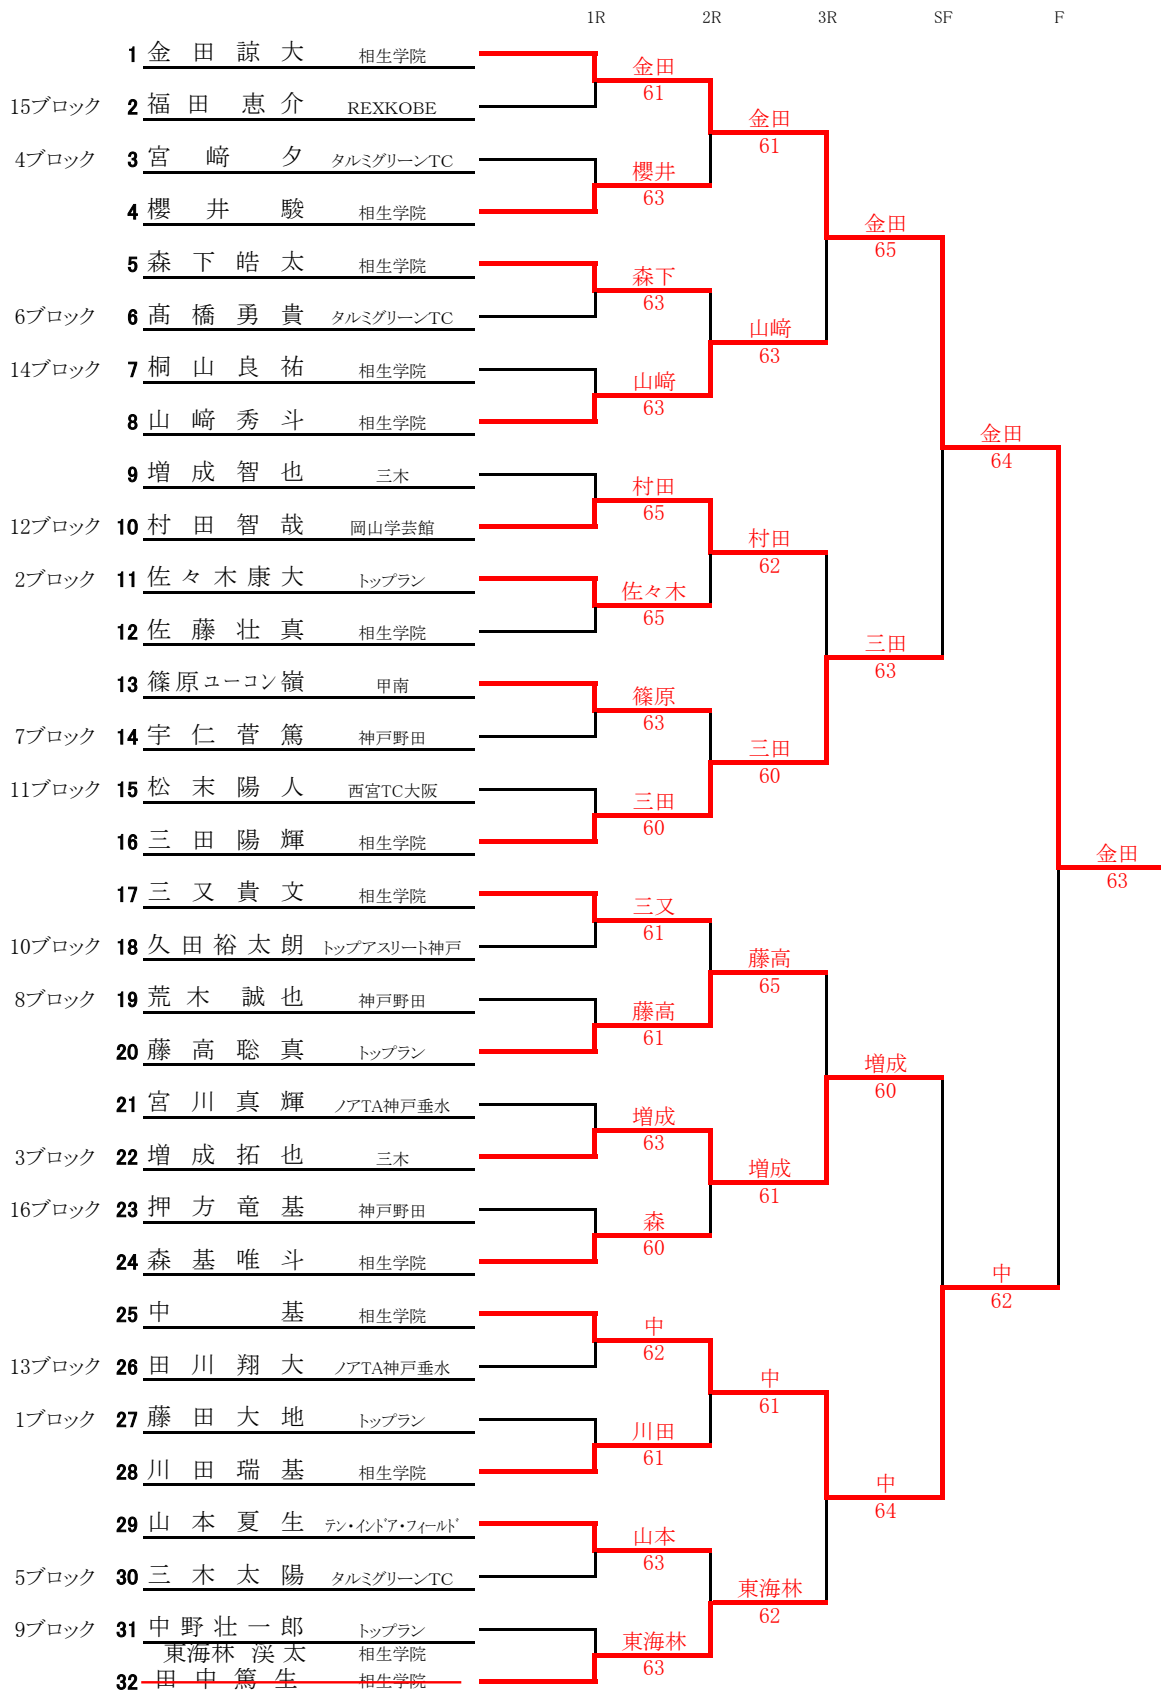 1R 2R 3R SF F
1 金田諒大 相生学院
金田
61
15ブロック 2 福田恵介 REXKOBE
金田
61
4ブロック 3 宮﨑夕 タルミグリーンTC
櫻井
63
4 櫻井駿 相生学院
金田
65
5 森下皓太 相生学院
森下
63
6ブロック 6 髙橋勇貴 タルミグリーンTC
山﨑
63
14ブロック 7 桐山良祐 相生学院
山﨑
63
8 山﨑秀斗 相生学院
金田
64
9 増成智也 三木
村田
65
12ブロック 10 村田智哉 岡山学芸館
村田
62
2ブロック 11 佐々木康大 トップラン
佐々木
65
12 佐藤壮真 相生学院
三田
63
13 篠原ユーコン嶺 甲南
篠原
63
7ブロック 14 宇仁菅篤 神戸野田
三田
60
11ブロック 15 松末陽人 西宮TC大阪
三田
60
16 三田陽輝 相生学院
金田
63
17 三又貴文 相生学院
三又
61
10ブロック 18 久田裕太朗 トップアスリート神戸
藤高
65
8ブロック 19 荒木誠也 神戸野田
藤高
61
20 藤高聡真 トップラン
増成
60
21 宮川真輝 ノアTA神戸垂水
増成
63
3ブロック 22 増成拓也 三木
増成
61
16ブロック 23 押方竜基 神戸野田
森
60
24 森基唯斗 相生学院
中
62
25 中基 相生学院
中
62
13ブロック 26 田川翔大 ノアTA神戸垂水
中
61
1ブロック 27 藤田大地 トップラン
川田
61
28 川田瑞基 相生学院
中
64
29 山本夏生 テン・インドア・フィールド
山本
63
5ブロック 30 三木太陽 タルミグリーンTC
東海林
62
9ブロック 31 中野壮一郎 トップラン
東海林 渓太 相生学院
東海林
63
32 田中篤生 相生学院